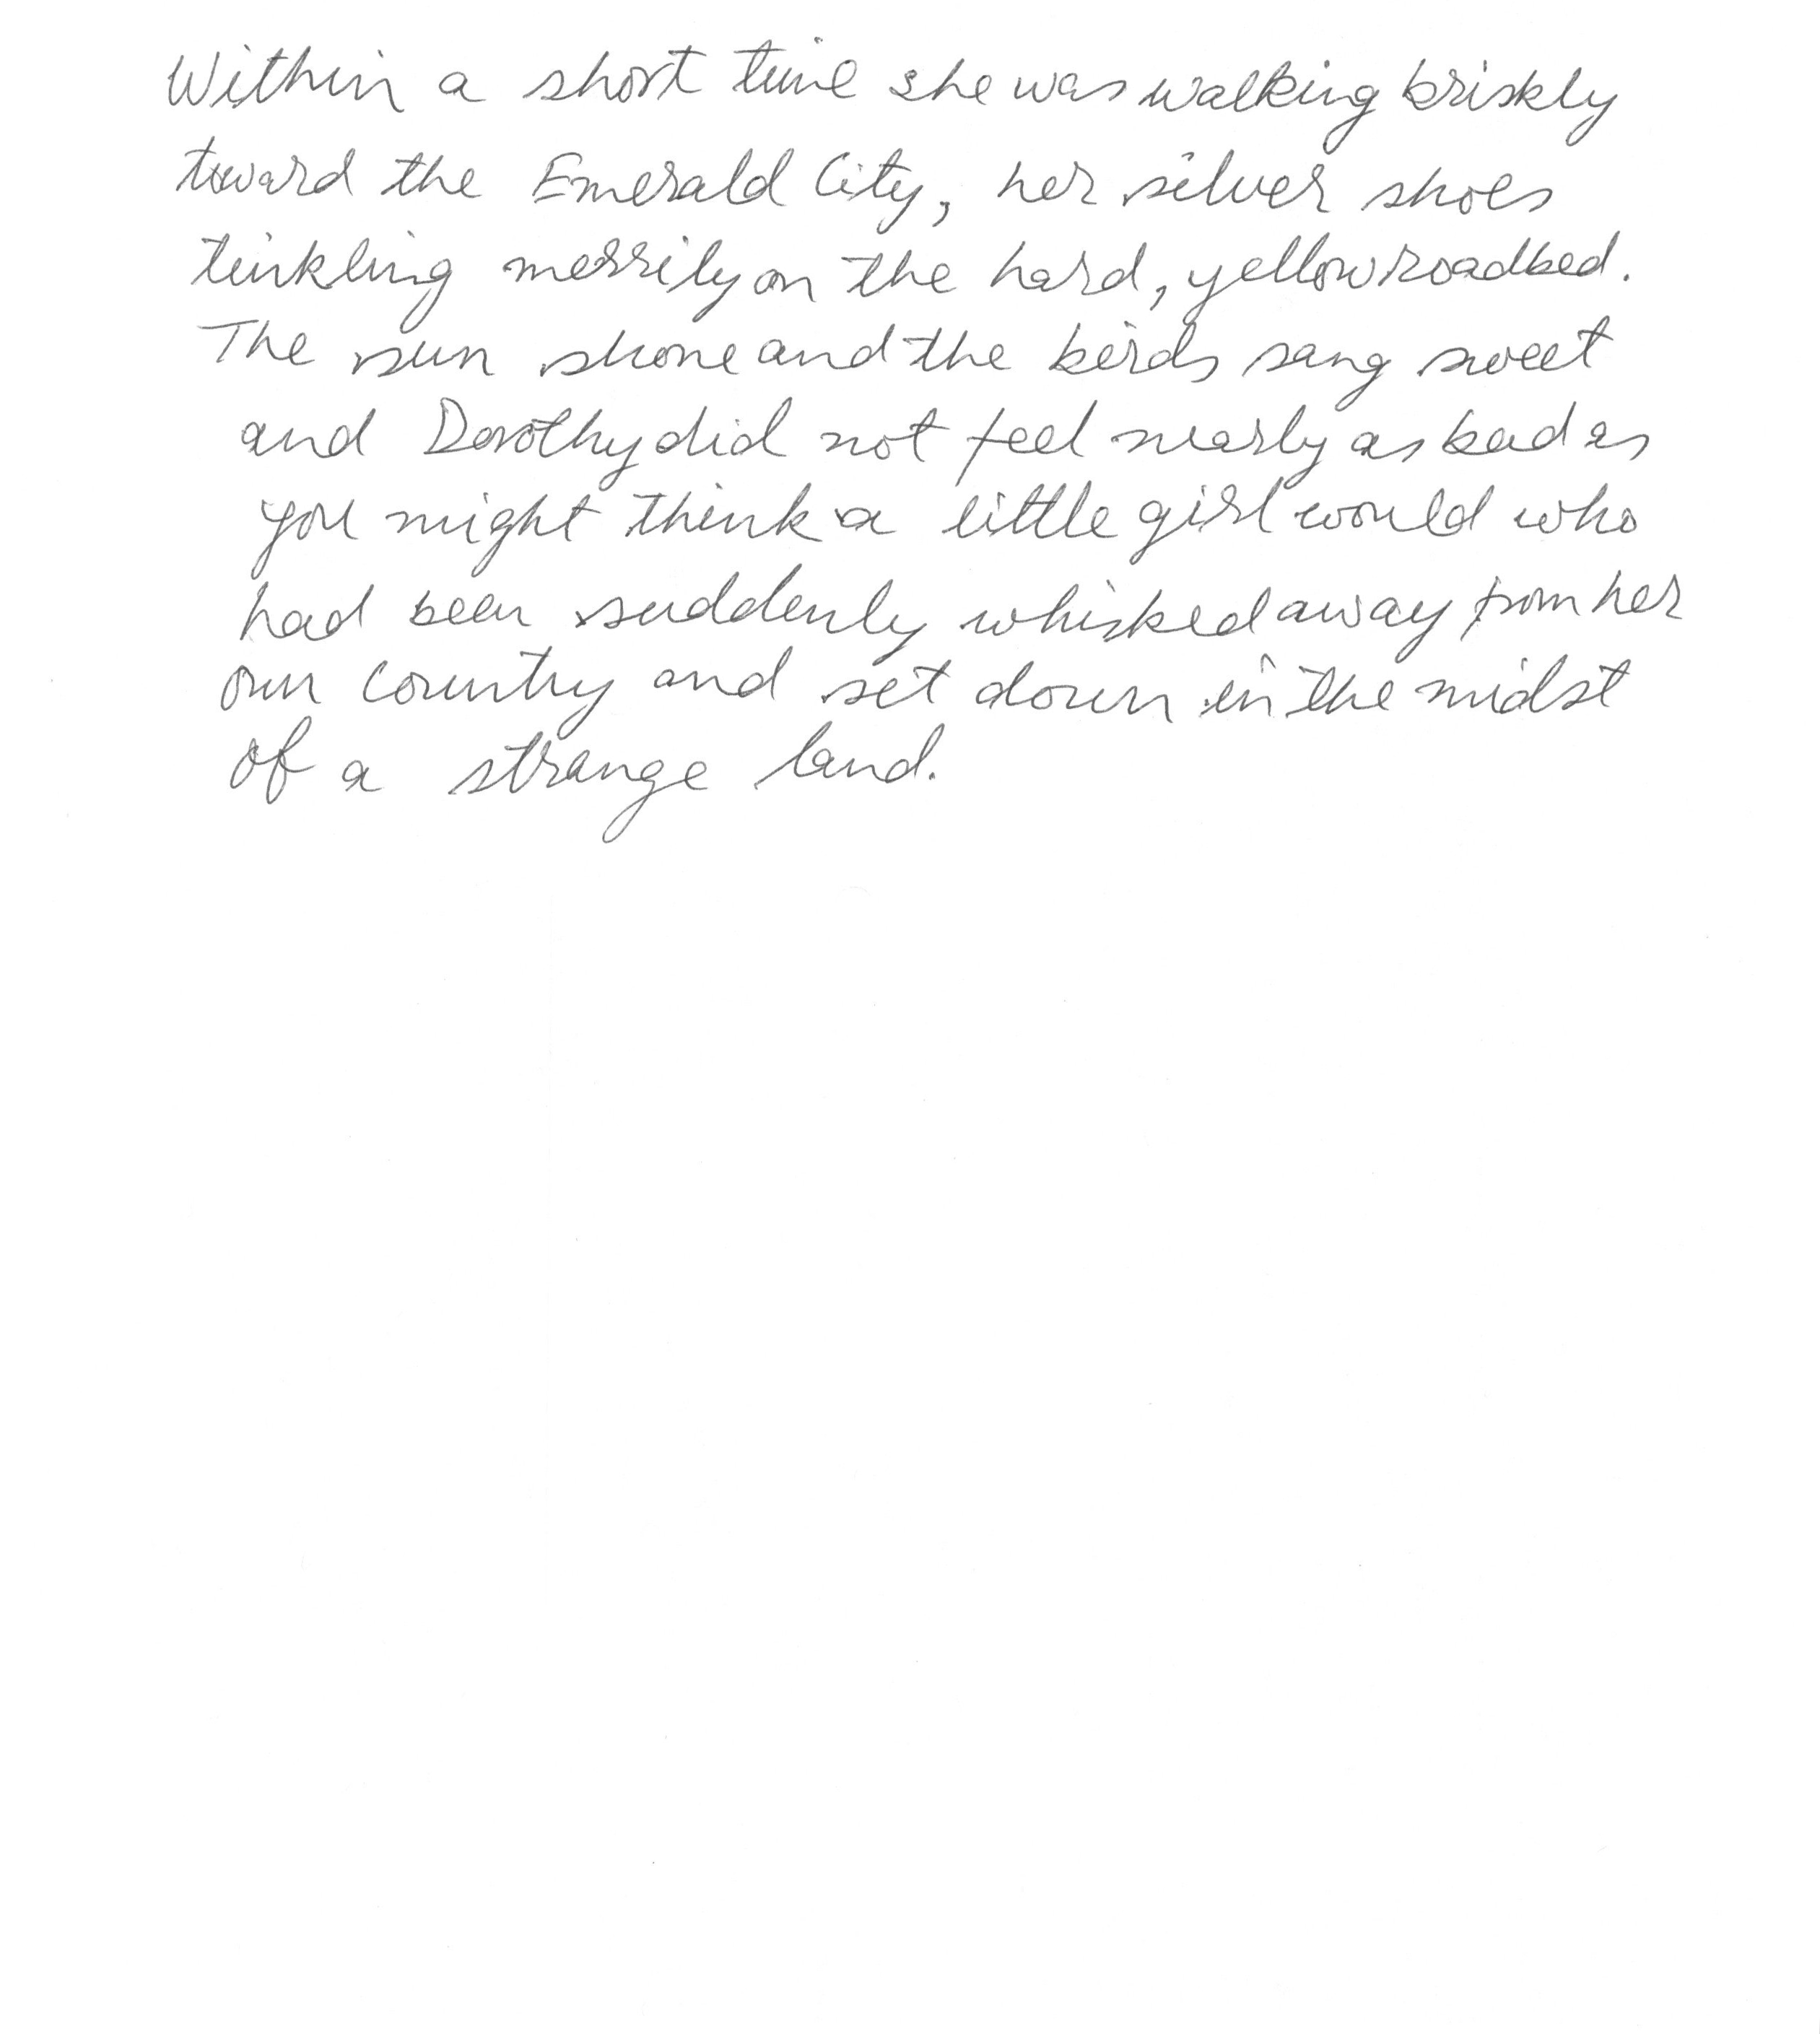 Within a short time she was walking briskly
toward the Emerald City, her silver shoes
tinkling merrily on the hard, yellow roadbed.
The sun shone and the birds sang sweet
and Dorothy did not feel nearly as bad as
you might think a little girl would who
had been suddenly whisked away from her
own country and set down in the midst
of a strange land.